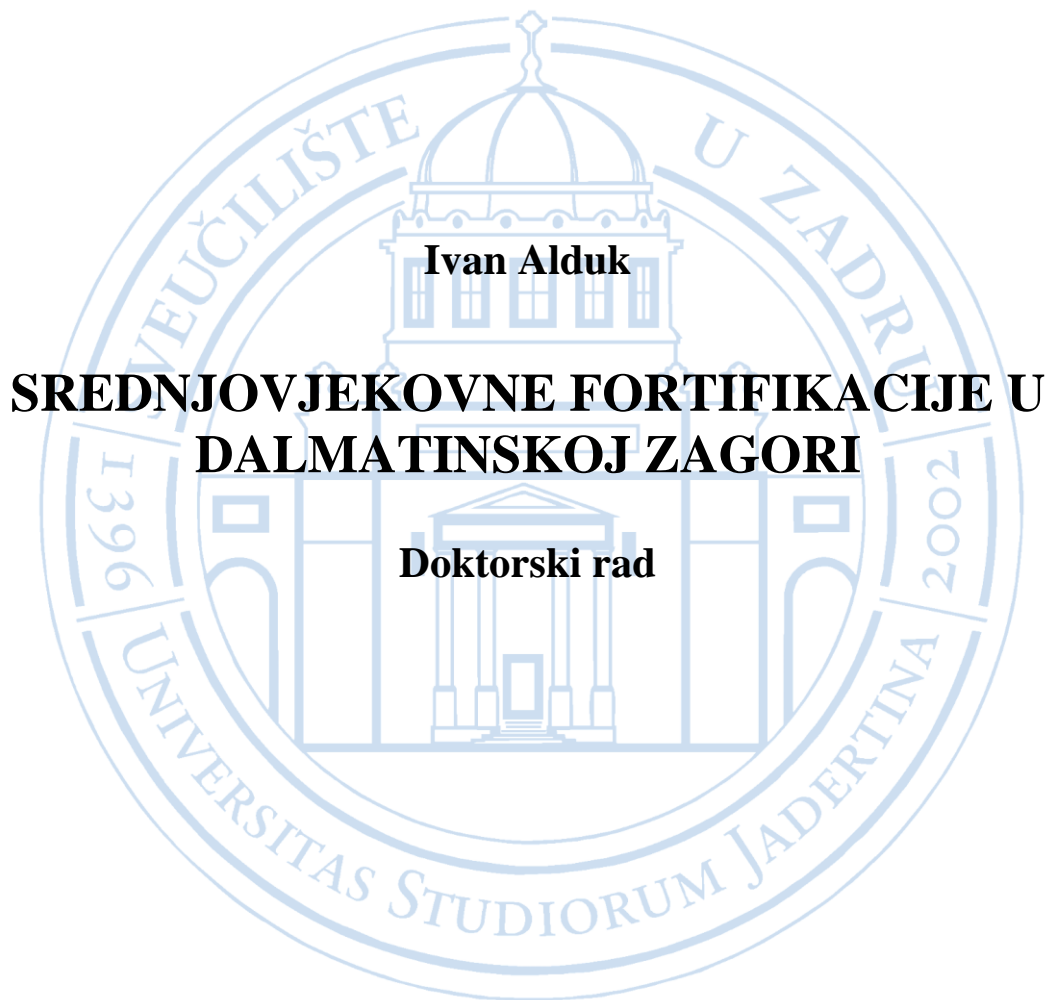 SVEUČILIŠTE U ZADRU
Ivan Alduk
SREDNJOVJEKOVNE FORTIFIKACIJE U
DALMATINSKOJ ZAGORI
1396
2002
Doktorski rad
UNIVERSITAS STUDIORUM JADERTINA